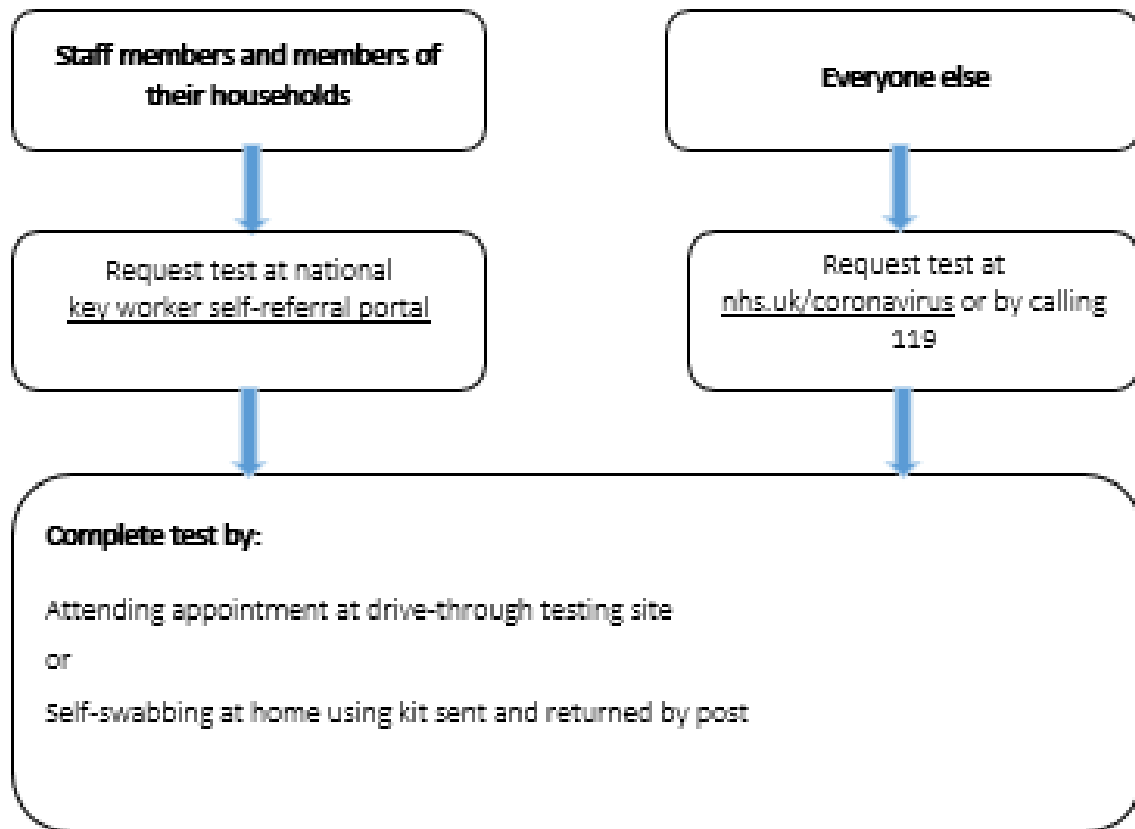 Staff members and members of
their households
Everyone else
Request test at national
key worker self-referral portal
Request test at
nhs.uk/coronavirus or by calling
119
Complete test by:
Attending appointment at drive-through testing site
or
Self-swabbing at home using kit sent and returned by post